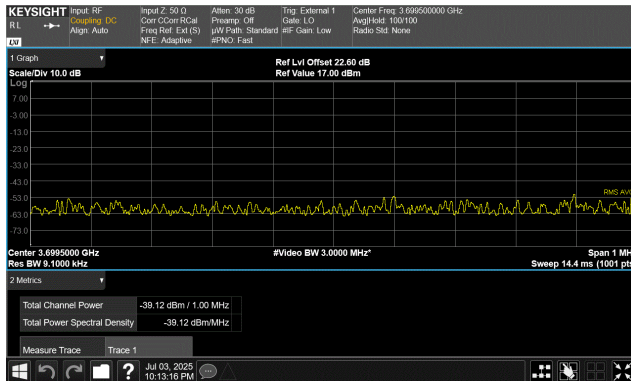 KEYSIGHT Input: RF Input Z: 50 Ω Atten: 30 dB Trig: External 1 Center Freq: 3.699500000 GHz
RL Coupling: DC Corr CCorr RCal Preamp: Off Gate: LO Avg|Hold: 100/100
Align: Auto Freq Ref: Ext (S) µW Path: Standard #IF Gain: Low Radio Std: None
LXI NFE: Adaptive #PNO: Fast
1 Graph Ref Lvl Offset 22.60 dB
Scale/Div 10.0 dB Ref Value 17.00 dBm
Log
7.00
-3.00
-13.0
-23.0
-33.0
-43.0
RMS AVG
-53.0
-63.0
-73.0
Center 3.6995000 GHz #Video BW 3.0000 MHz* Span 1 MH
Res BW 9.1000 kHz Sweep 14.4 ms (1001 pts
2 Metrics
Total Channel Power -39.12 dBm / 1.00 MHz
Total Power Spectral Density -39.12 dBm/MHz
Measure Trace Trace 1
? Jul 03, 2025
10:13:16 PM